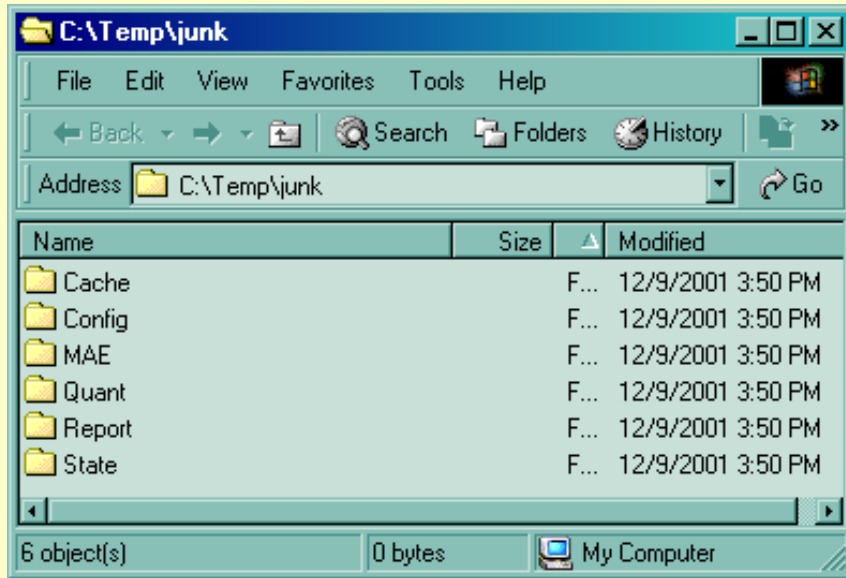 C:\Temp\junk
File Edit View Favorites Tools Help
Back Search Folders History »
Address C:\Temp\junk Go
Name Size Modified
Cache F... 12/9/2001 3:50 PM
Config F... 12/9/2001 3:50 PM
MAE F... 12/9/2001 3:50 PM
Quant F... 12/9/2001 3:50 PM
Report F... 12/9/2001 3:50 PM
State F... 12/9/2001 3:50 PM
6 object(s) 0 bytes My Computer